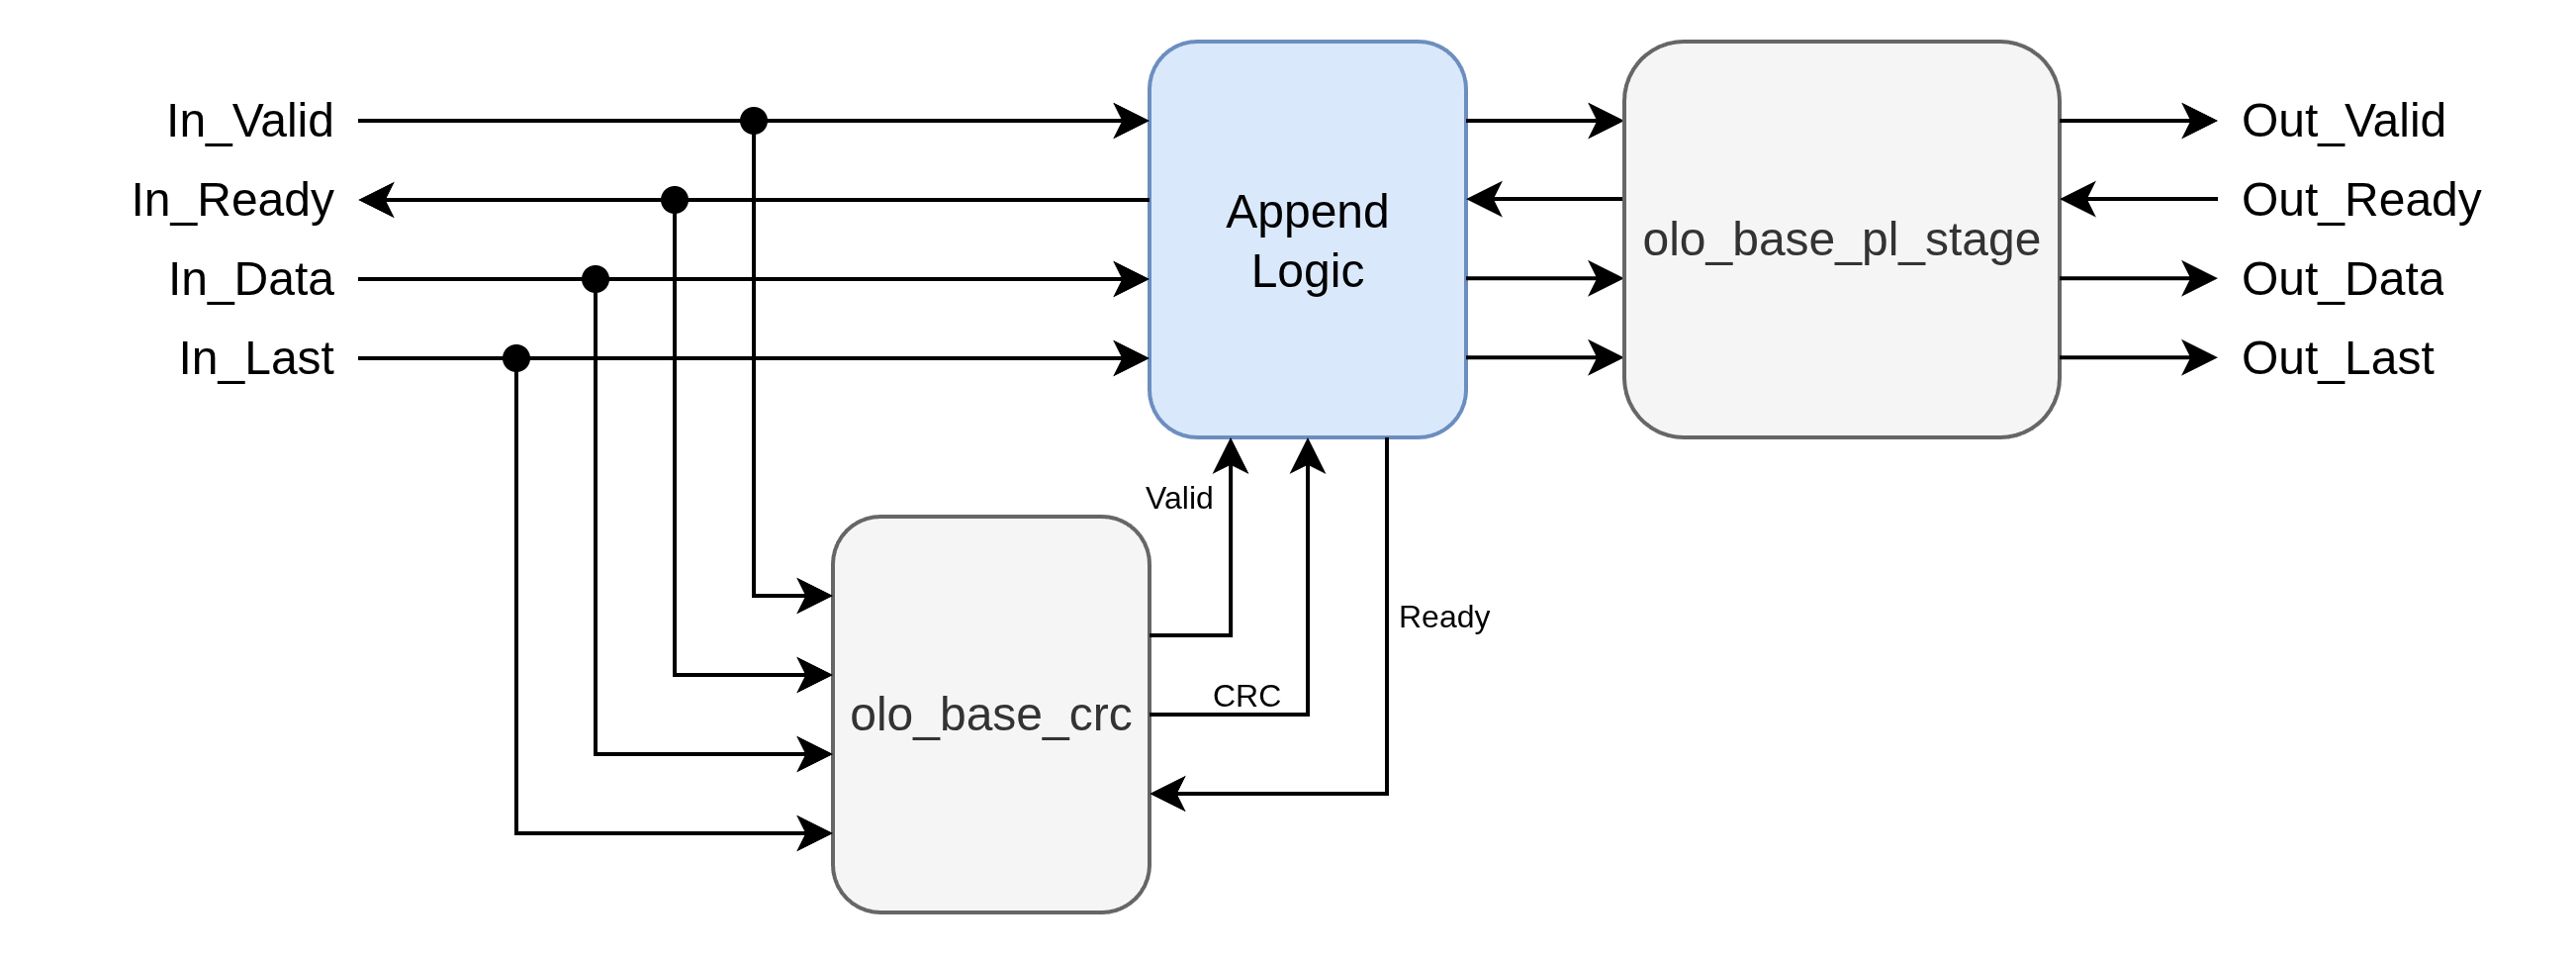 In_Valid
In_Ready
In_Data
In_Last
Append
Logic
olo_base_pl_stage
Out_Valid
Out_Ready
Out_Data
Out_Last
Valid
Ready
CRC
olo_base_crc